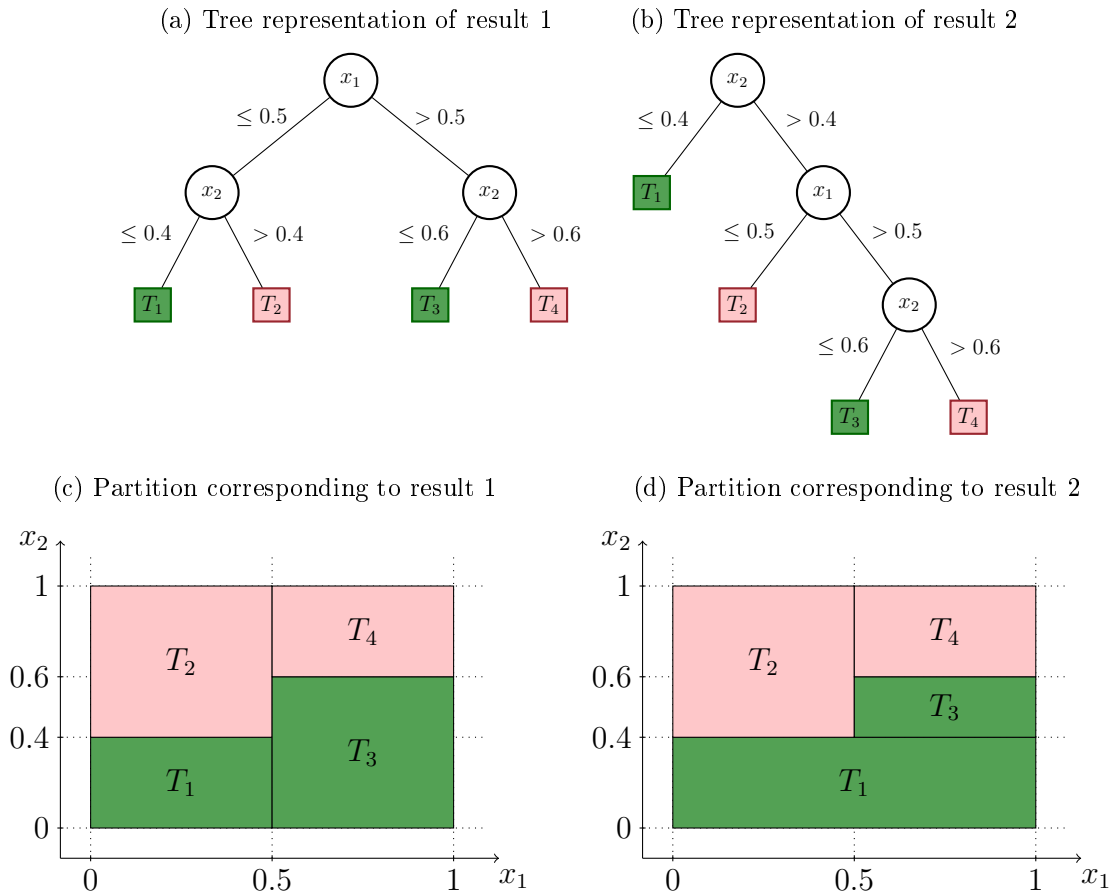 (a) Tree representation of result 1
x₁
≤ 0.5
> 0.5
x₂
x₂
≤ 0.4
> 0.4
≤ 0.6
> 0.6
T₁
T₂
T₃
T₄
(b) Tree representation of result 2
x₂
≤ 0.4
> 0.4
T₁
x₁
≤ 0.5
> 0.5
T₂
x₂
≤ 0.6
> 0.6
T₃
T₄
(c) Partition corresponding to result 1
x₂
1
T₂
T₄
0.6
0.4
T₃
T₁
0
0
0.5
1
x₁
(d) Partition corresponding to result 2
x₂
1
T₂
T₄
0.6
T₃
0.4
T₁
0
0
0.5
1
x₁